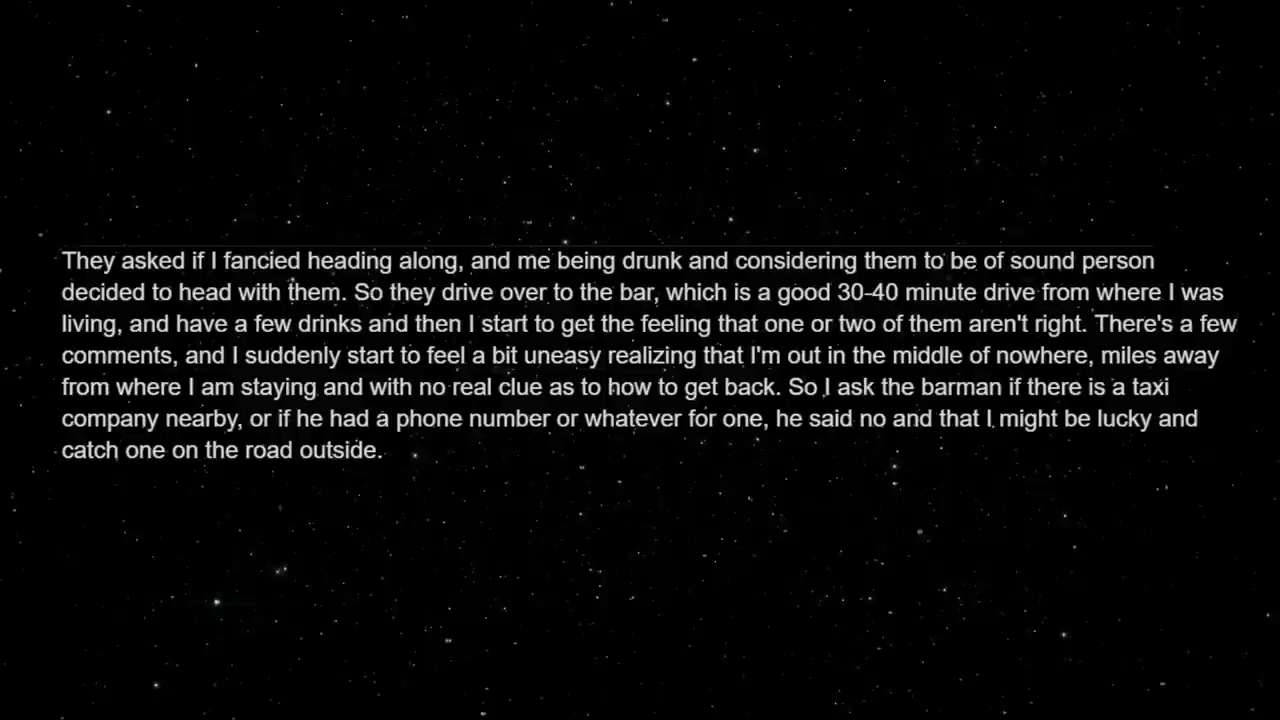 They asked if I fancied heading along, and me being drunk and considering them to be of sound person
decided to head with them. So they drive over to the bar, which is a good 30-40 minute drive from where I was
living, and have a few drinks and then I start to get the feeling that one or two of them aren't right. There's a few
comments, and I suddenly start to feel a bit uneasy realizing that I'm out in the middle of nowhere, miles away
from where I am staying and with no real clue as to how to get back. So I ask the barman if there is a taxi
company nearby, or if he had a phone number or whatever for one, he said no and that I might be lucky and
catch one on the road outside.